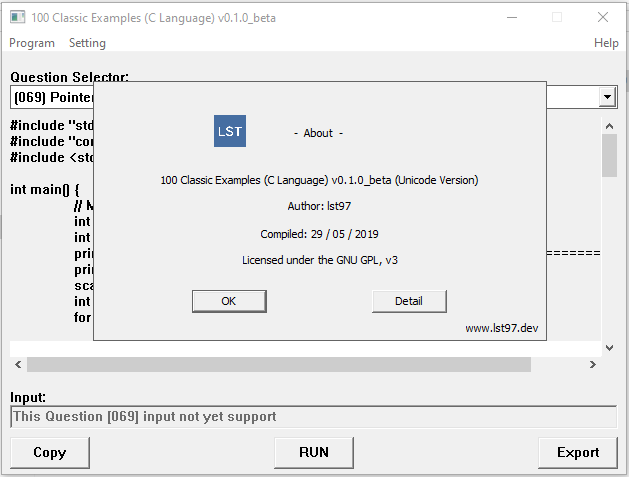 100 Classic Examples (C Language) v0.1.0_beta
Program Setting Help
Question Selector:
(069) Pointer
#include "std
#include "con
#include <std
int main() {
// M
int
int
prin
prin
sca
int
for
LST
- About -
100 Classic Examples (C Language) v0.1.0_beta (Unicode Version)
Author: lst97
Compiled: 29 / 05 / 2019
Licensed under the GNU GPL, v3
OK Detail
www.lst97.dev
Input:
This Question [069] input not yet support
Copy RUN Export